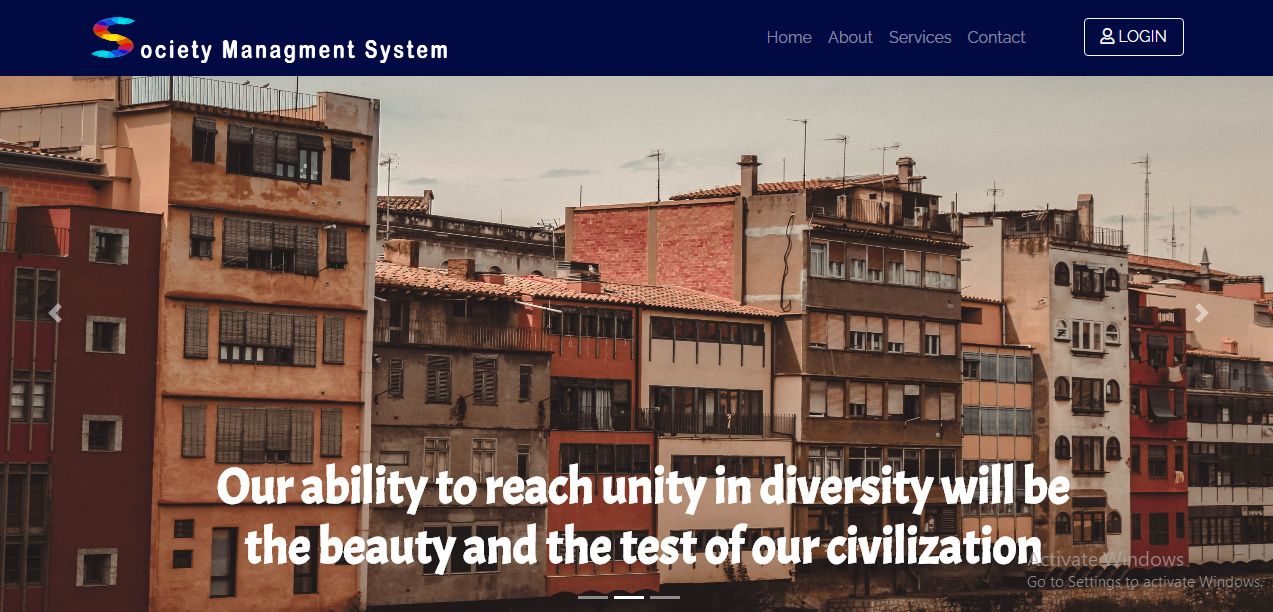 Society Managment System
Home About Services Contact LOGIN
Our ability to reach unity in diversity will be
the beauty and the test of our civilization
Activate Windows
Go to Settings to activate Windows.